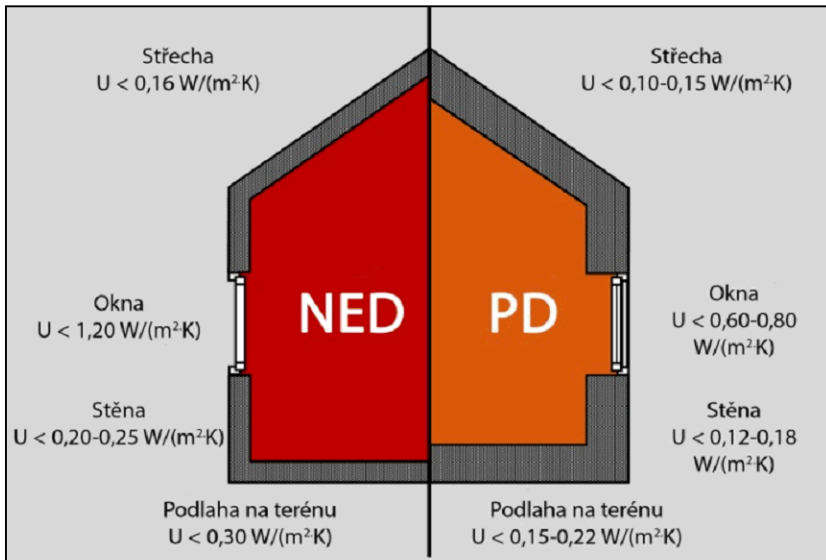 Střecha
U < 0,16 W/(m²·K)
Střecha
U < 0,10-0,15 W/(m²·K)
Okna
U < 1,20 W/(m²·K)
NED
PD
Okna
U < 0,60-0,80
W/(m²·K)
Stěna
U < 0,20-0,25 W/(m²·K)
Stěna
U < 0,12-0,18
W/(m²·K)
Podlaha na terénu
U < 0,30 W/(m²·K)
Podlaha na terénu
U < 0,15-0,22 W/(m²·K)